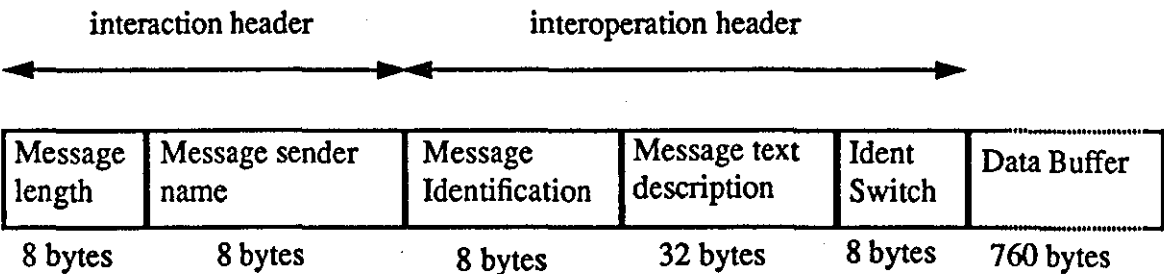 interaction header
interoperation header
Message length
Message sender name
Message Identification
Message text description
Ident Switch
Data Buffer
8 bytes
8 bytes
8 bytes
32 bytes
8 bytes
760 bytes